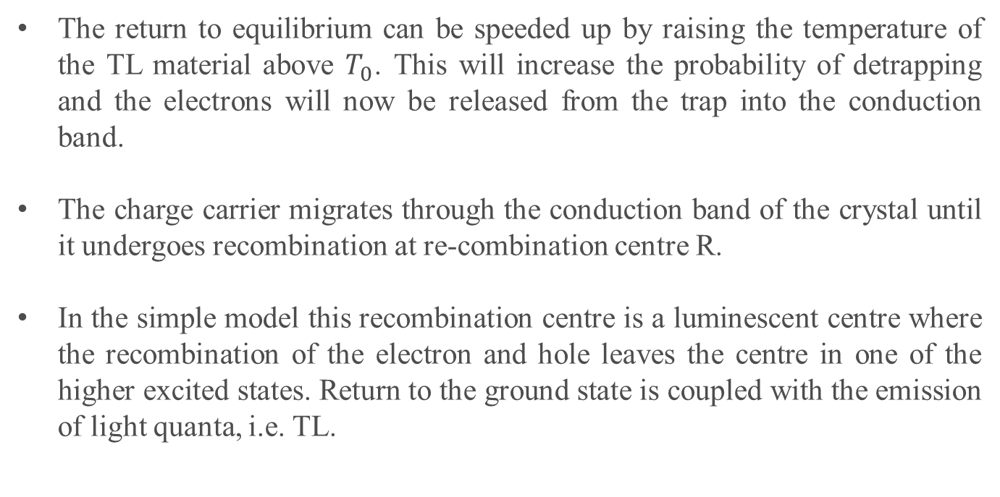 • The return to equilibrium can be speeded up by raising the temperature of
the TL material above T₀. This will increase the probability of detrapping
and the electrons will now be released from the trap into the conduction
band.
• The charge carrier migrates through the conduction band of the crystal until
it undergoes recombination at re-combination centre R.
• In the simple model this recombination centre is a luminescent centre where
the recombination of the electron and hole leaves the centre in one of the
higher excited states. Return to the ground state is coupled with the emission
of light quanta, i.e. TL.